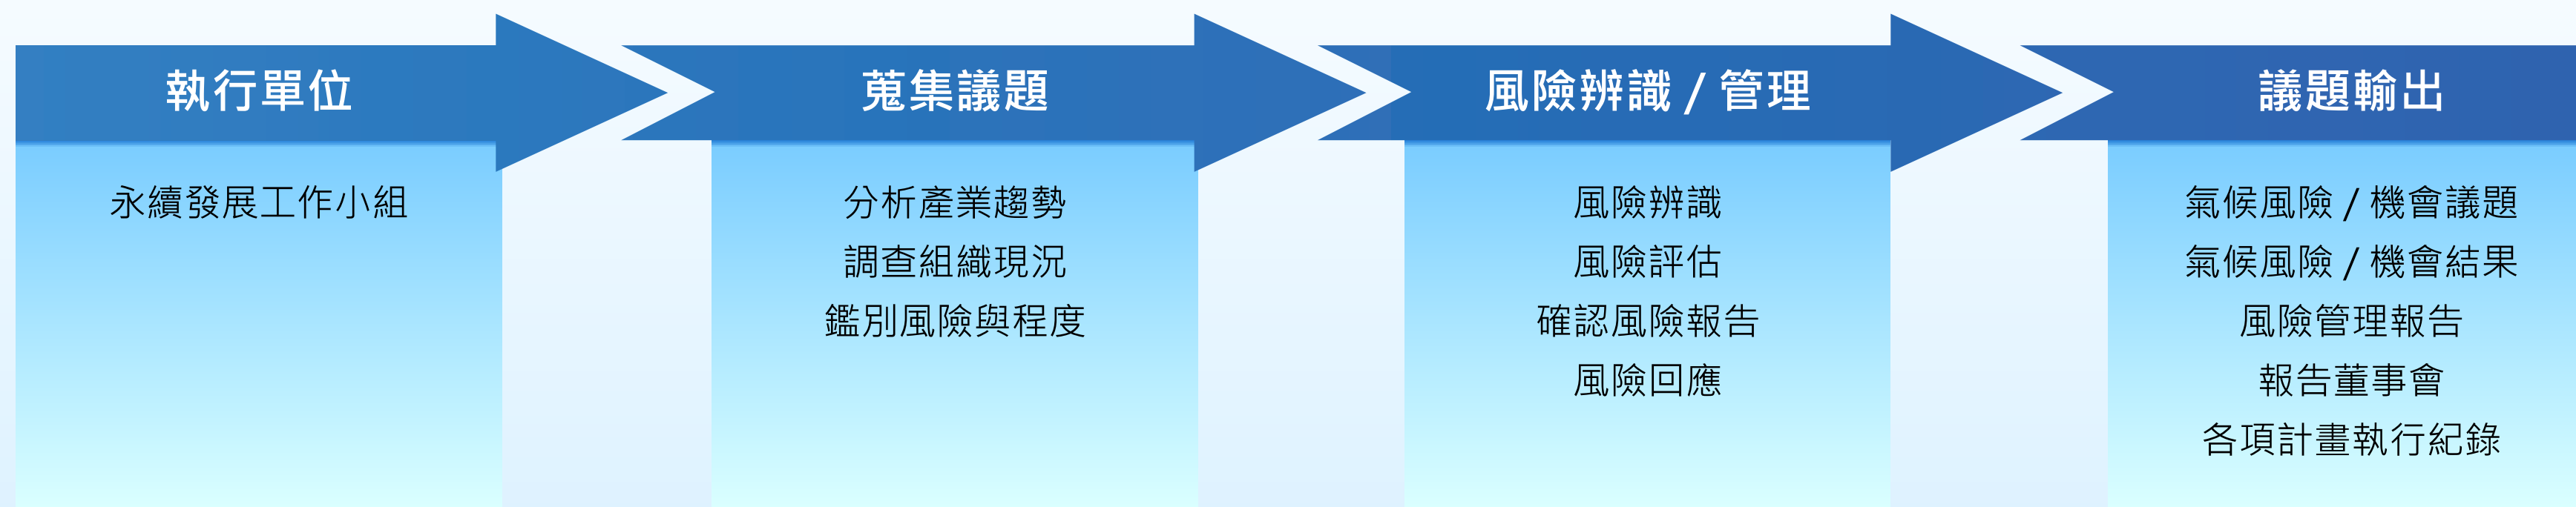 執行單位
永續發展工作小組
蒐集議題
分析產業趨勢
調查組織現況
鑑別風險與程度
風險辨識 / 管理
風險辨識
風險評估
確認風險報告
風險回應
議題輸出
氣候風險 / 機會議題
氣候風險 / 機會結果
風險管理報告
報告董事會
各項計畫執行紀錄